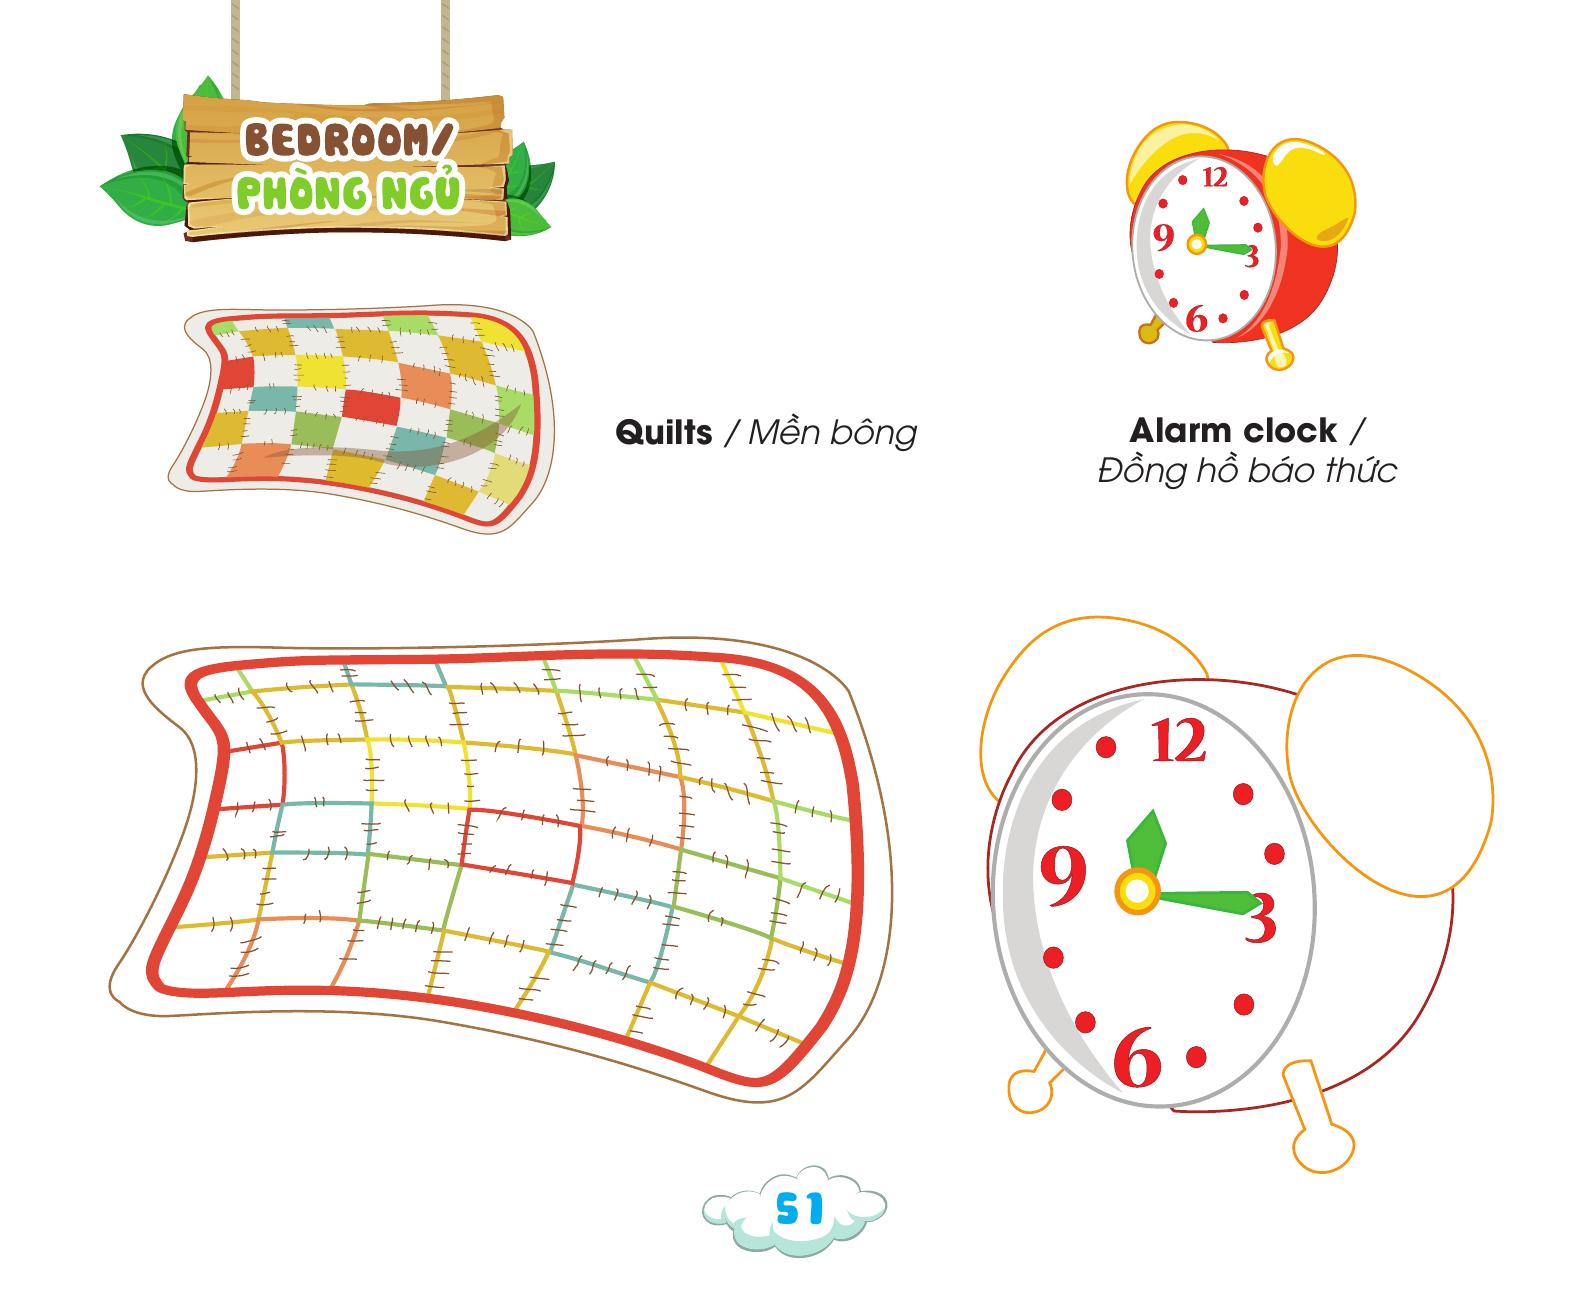 BEDROOM/
PHÒNG NGỦ
12
9
3
6
Quilts / Mền bông
Alarm clock /
Đồng hồ báo thức
12
9
3
6
51